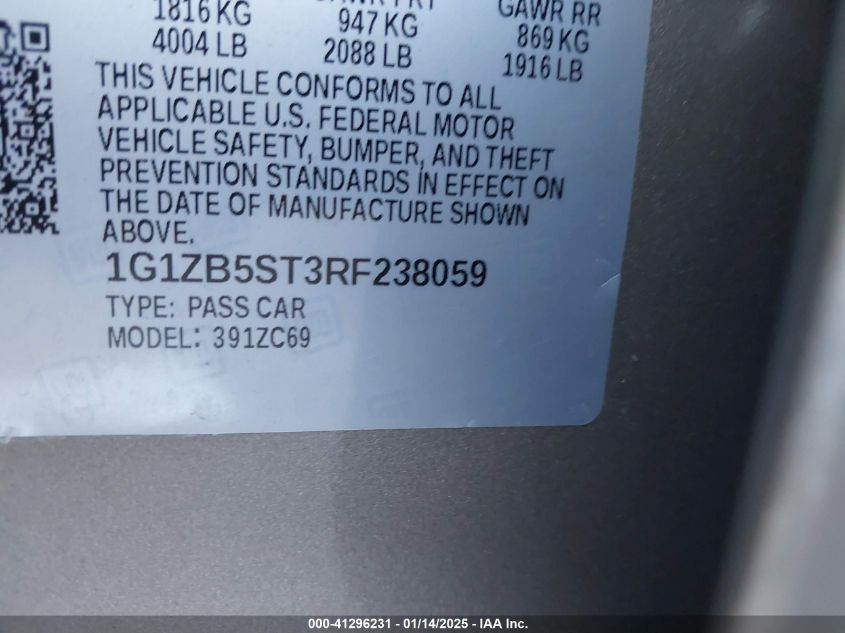 1816 KG
947 KG
GAWR RR
869 KG
4004 LB
2088 LB
1916 LB
THIS VEHICLE CONFORMS TO ALL
APPLICABLE U.S. FEDERAL MOTOR
VEHICLE SAFETY, BUMPER, AND THEFT
PREVENTION STANDARDS IN EFFECT ON
THE DATE OF MANUFACTURE SHOWN
ABOVE.
1G1ZB5ST3RF238059
TYPE: PASS CAR
MODEL: 391ZC69
000-41296231 - 01/14/2025 - IAA Inc.